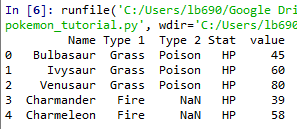 In [6]: runfile('C:/Users/lb690/Google Dri
pokemon_tutorial.py', wdir='C:/Users/lb690
Name Type 1 Type 2 Stat value
0 Bulbasaur Grass Poison HP 45
1 Ivysaur Grass Poison HP 60
2 Venusaur Grass Poison HP 80
3 Charmander Fire NaN HP 39
4 Charmeleon Fire NaN HP 58